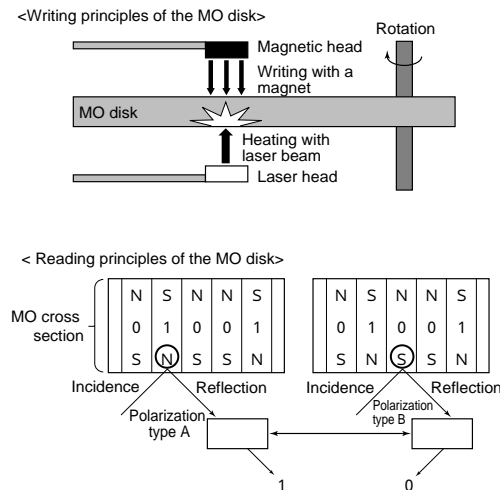 <Writing principles of the MO disk>
Magnetic head
Rotation
Writing with a
magnet
MO disk
Heating with
laser beam
Laser head
< Reading principles of the MO disk>
N S N N S
0 1 0 0 1
S N S S N
N S N N S
0 1 0 0 1
S N S S N
MO cross
section
Incidence
Reflection
Polarization
type A
Incidence
Reflection
Polarization
type B
1
0